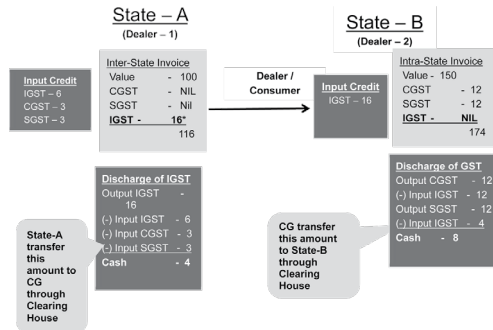 State – A
(Dealer – 1)
State – B
(Dealer – 2)
Input Credit
IGST – 6
CGST – 3
SGST – 3
Inter-State Invoice
Value - 100
CGST - NIL
SGST - Nil
IGST - 16*
116
Dealer /
Consumer
Input Credit
IGST – 16
Intra-State Invoice
Value - 150
CGST - 12
SGST - 12
IGST - NIL
174
Discharge of IGST
Output IGST -
16
(-) Input IGST - 6
(-) Input CGST - 3
(-) Input SGST - 3
Cash - 4
State-A
transfer
this
amount to
CG
through
Clearing
House
Discharge of GST
Output CGST - 12
(-) Input IGST - 12
Output SGST - 12
(-) Input IGST - 4
Cash - 8
CG transfer
this amount
to State-B
through
Clearing
House